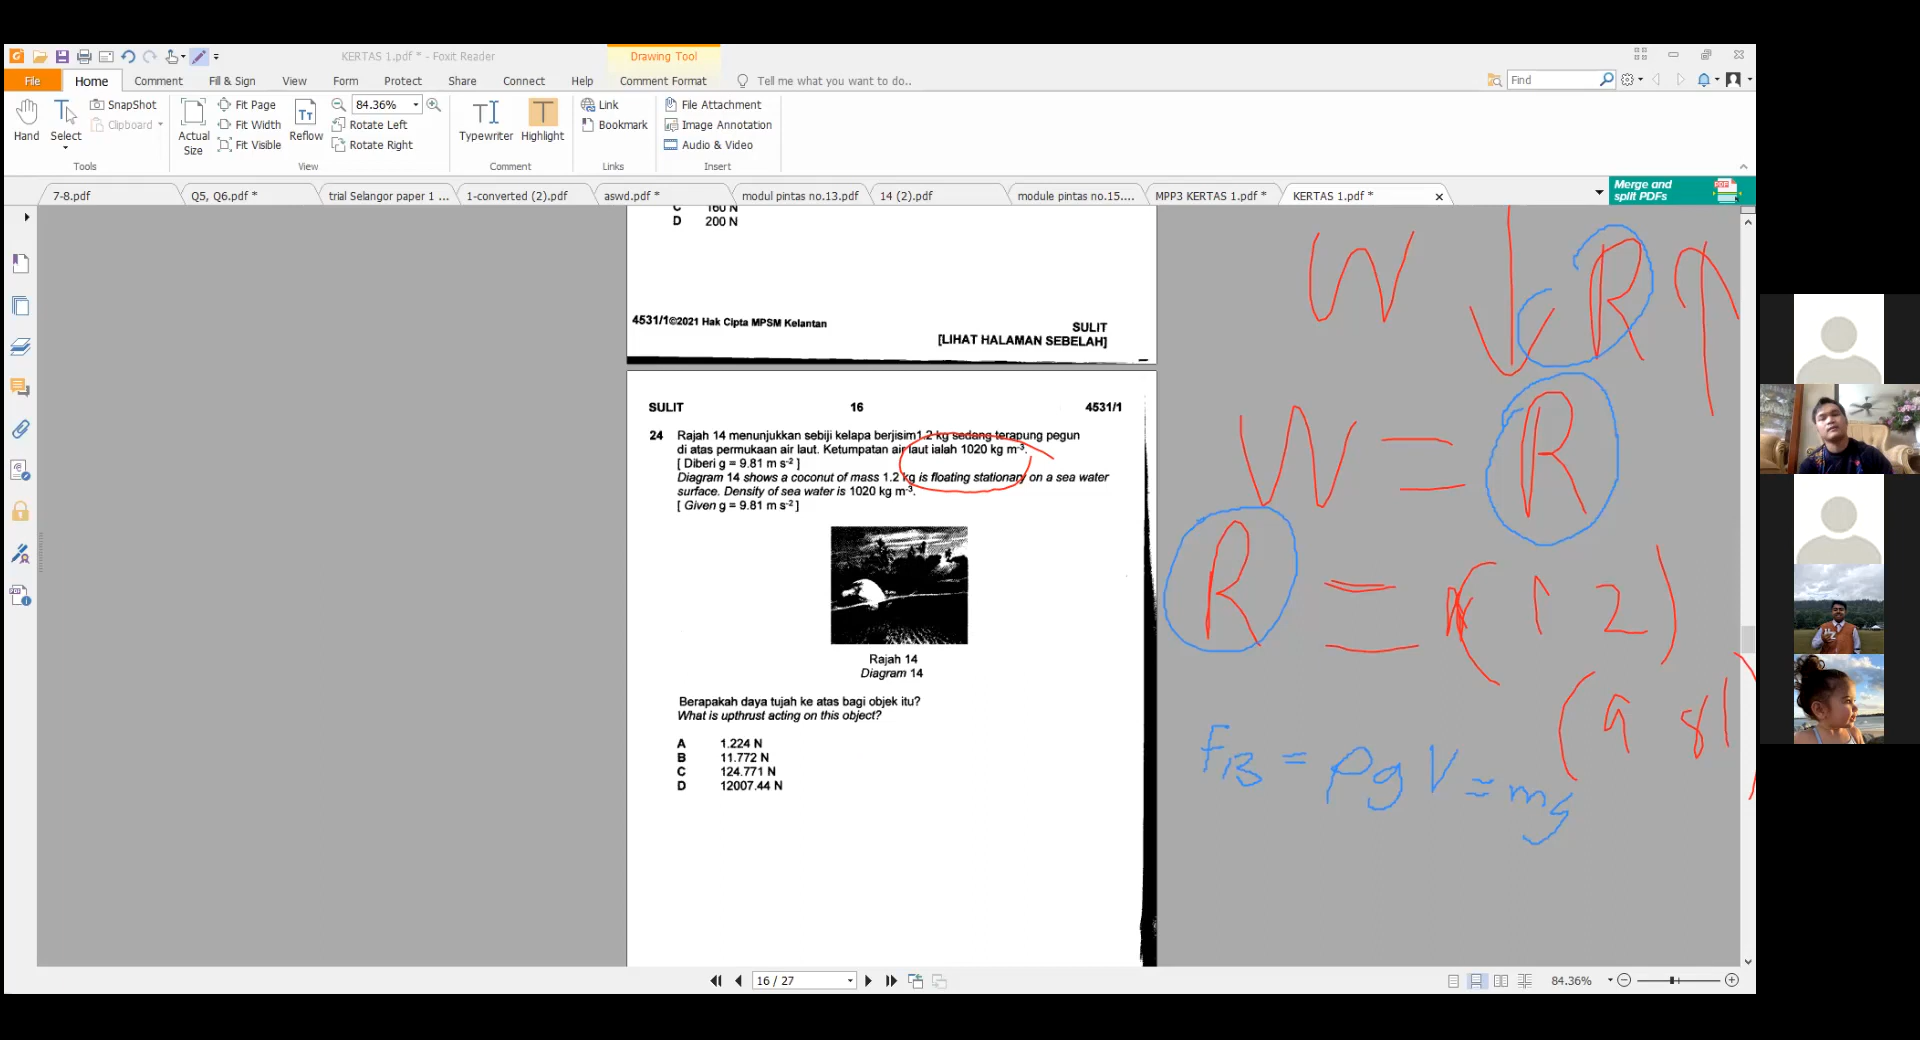 KERTAS 1.pdf * - Foxit Reader
Drawing Tool
File Home Comment Fill & Sign View Form Protect Share Connect Help Comment Format Tell me what you want to do.. Find
Hand
Select
SnapShot
Clipboard
Tools
Actual Size
Fit Page
Fit Width
Fit Visible
Reflow
84.36%
Rotate Left
Rotate Right
View
Typewriter
Highlight
Comment
Link
Bookmark
Links
File Attachment
Image Annotation
Audio & Video
Insert
7-8.pdf Q5, Q6.pdf * trial Selangor paper 1 ... 1-converted (2).pdf aswd.pdf * modul pintas no.13.pdf 14 (2).pdf module pintas no.15.... MPP3 KERTAS 1.pdf * KERTAS 1.pdf *
Merge and
split PDFs
C 160 N
D 200 N
4531/1©2021 Hak Cipta MPSM Kelantan
SULIT
[LIHAT HALAMAN SEBELAH]
SULIT 16 4531/1
24 Rajah 14 menunjukkan sebiji kelapa berjisim1.2 kg sedang terapung pegun
di atas permukaan air laut. Ketumpatan air laut ialah 1020 kg m⁻³.
[ Diberi g = 9.81 m s⁻² ]
Diagram 14 shows a coconut of mass 1.2 kg is floating stationary on a sea water
surface. Density of sea water is 1020 kg m⁻³.
[ Given g = 9.81 m s⁻² ]
Rajah 14
Diagram 14
Berapakah daya tujah ke atas bagi objek itu?
What is upthrust acting on this object?
A 1.224 N
B 11.772 N
C 124.771 N
D 12007.44 N
W R
W = R
R = (1 2)
(9 81)
FB = ρgV = mg
16 / 27
84.36%